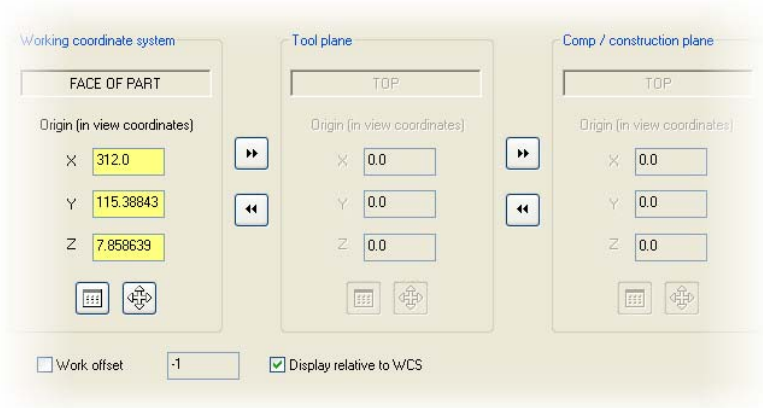 Working coordinate system
FACE OF PART
Origin (in view coordinates)
X 312.0
Y 115.38843
Z 7.858639
Tool plane
TOP
Origin (in view coordinates)
X 0.0
Y 0.0
Z 0.0
Comp / construction plane
TOP
Origin (in view coordinates)
X 0.0
Y 0.0
Z 0.0
Work offset -1
Display relative to WCS